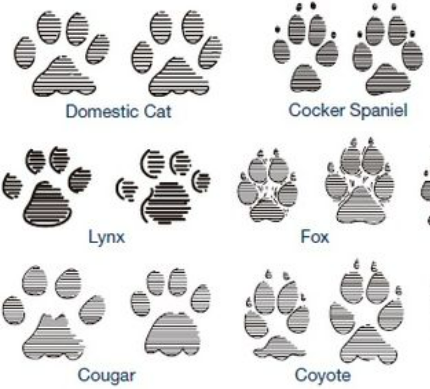 Domestic Cat
Cocker Spaniel
Lynx
Fox
Cougar
Coyote